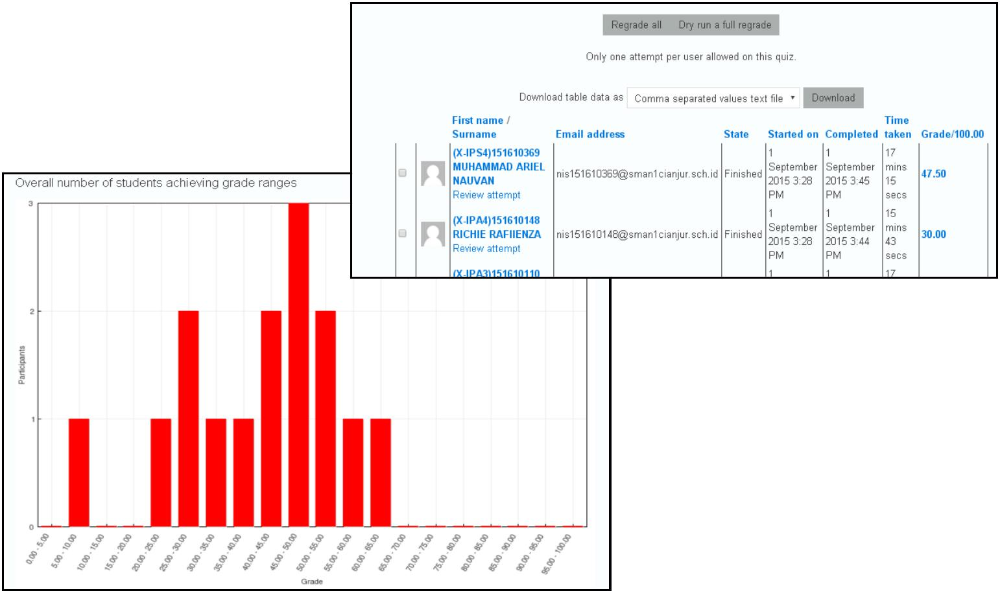 Regrade all Dry run a full regrade
Only one attempt per user allowed on this quiz.
Download table data as Comma separated values text file Download
First name /
Surname
Email address
State
Started on
Completed
Time
taken
Grade/100.00
(X-IPS4)151610369
MUHAMMAD ARIEL
NAUVAN
Review attempt
nis151610369@sman1cianjur.sch.id
Finished
1
September
2015 3:28
PM
1
September
2015 3:45
PM
17
mins
15
secs
47.50
(X-IPA4)151610148
RICHIE RAFIIENZA
Review attempt
nis151610148@sman1cianjur.sch.id
Finished
1
September
2015 3:28
PM
1
September
2015 3:44
PM
15
mins
43
secs
30.00
(X-IPA3)151610110
1
1
17
Overall number of students achieving grade ranges
3
2
1
0
Participants
0.00 - 5.00
5.00 - 10.00
10.00 - 15.00
15.00 - 20.00
20.00 - 25.00
25.00 - 30.00
30.00 - 35.00
35.00 - 40.00
40.00 - 45.00
45.00 - 50.00
50.00 - 55.00
55.00 - 60.00
60.00 - 65.00
65.00 - 70.00
70.00 - 75.00
75.00 - 80.00
80.00 - 85.00
85.00 - 90.00
90.00 - 95.00
95.00 - 100.00
Grade